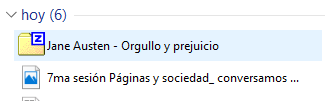 hoy (6)
Jane Austen - Orgullo y prejuicio
7ma sesión Páginas y sociedad_ conversamos ...